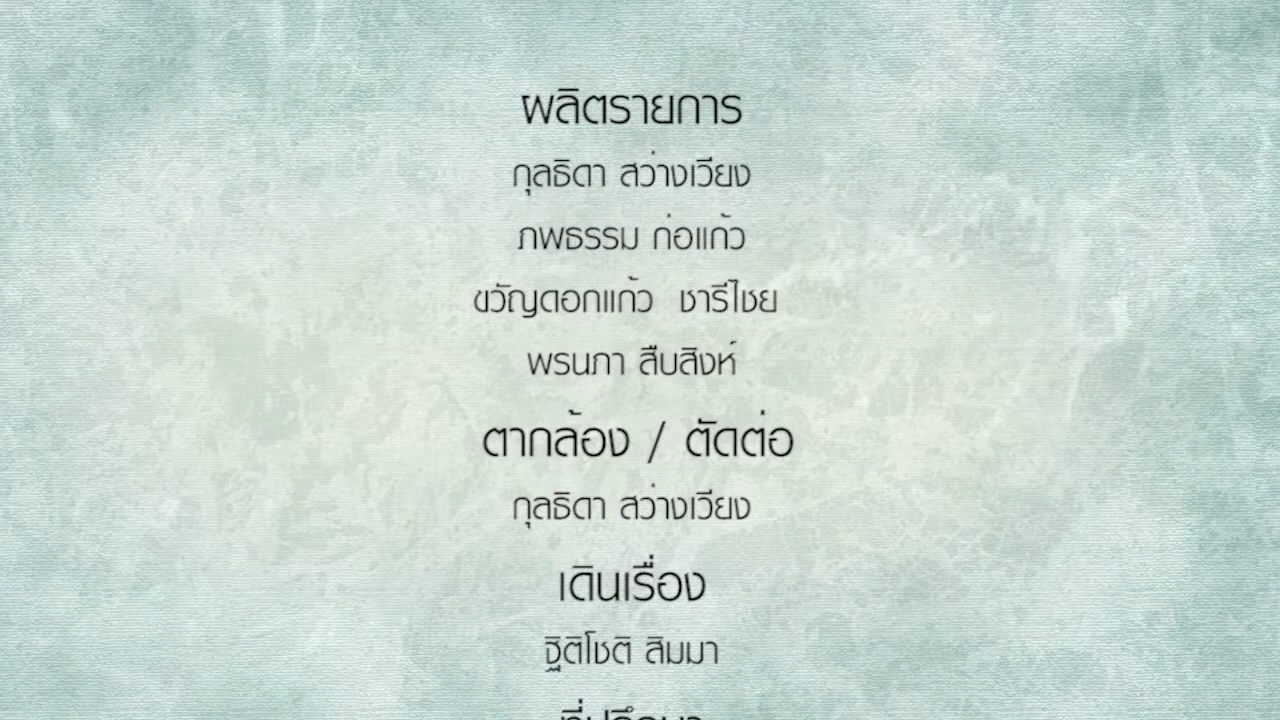 ผลิตรายการ
กุลธิดา สว่างเวียง
ภพธรรม ก่อแก้ว
ขวัญดอกแก้ว ชารีไชย
พรนภา สืบสิงห์
ตากล้อง / ตัดต่อ
กุลธิดา สว่างเวียง
เดินเรื่อง
ฐิติโชติ สิมมา